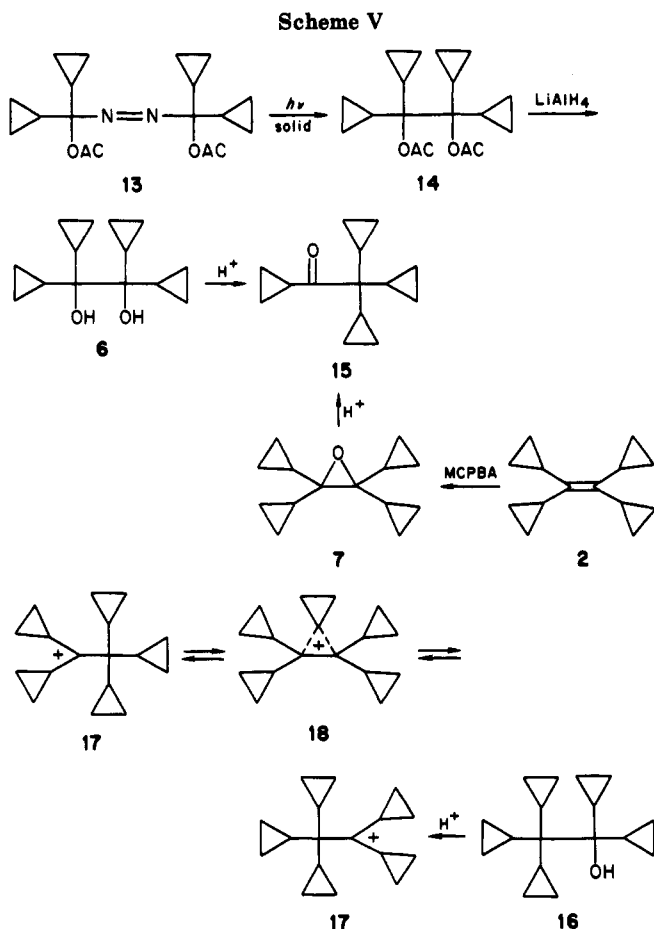 Scheme V
N=N
hν
solid
LiAlH₄
OAC OAC
OAC OAC
13
14
H⁺
O
OH OH
6
15
H⁺
O
MCPBA
7
2
+
+
17
18
H⁺
+
OH
17
16